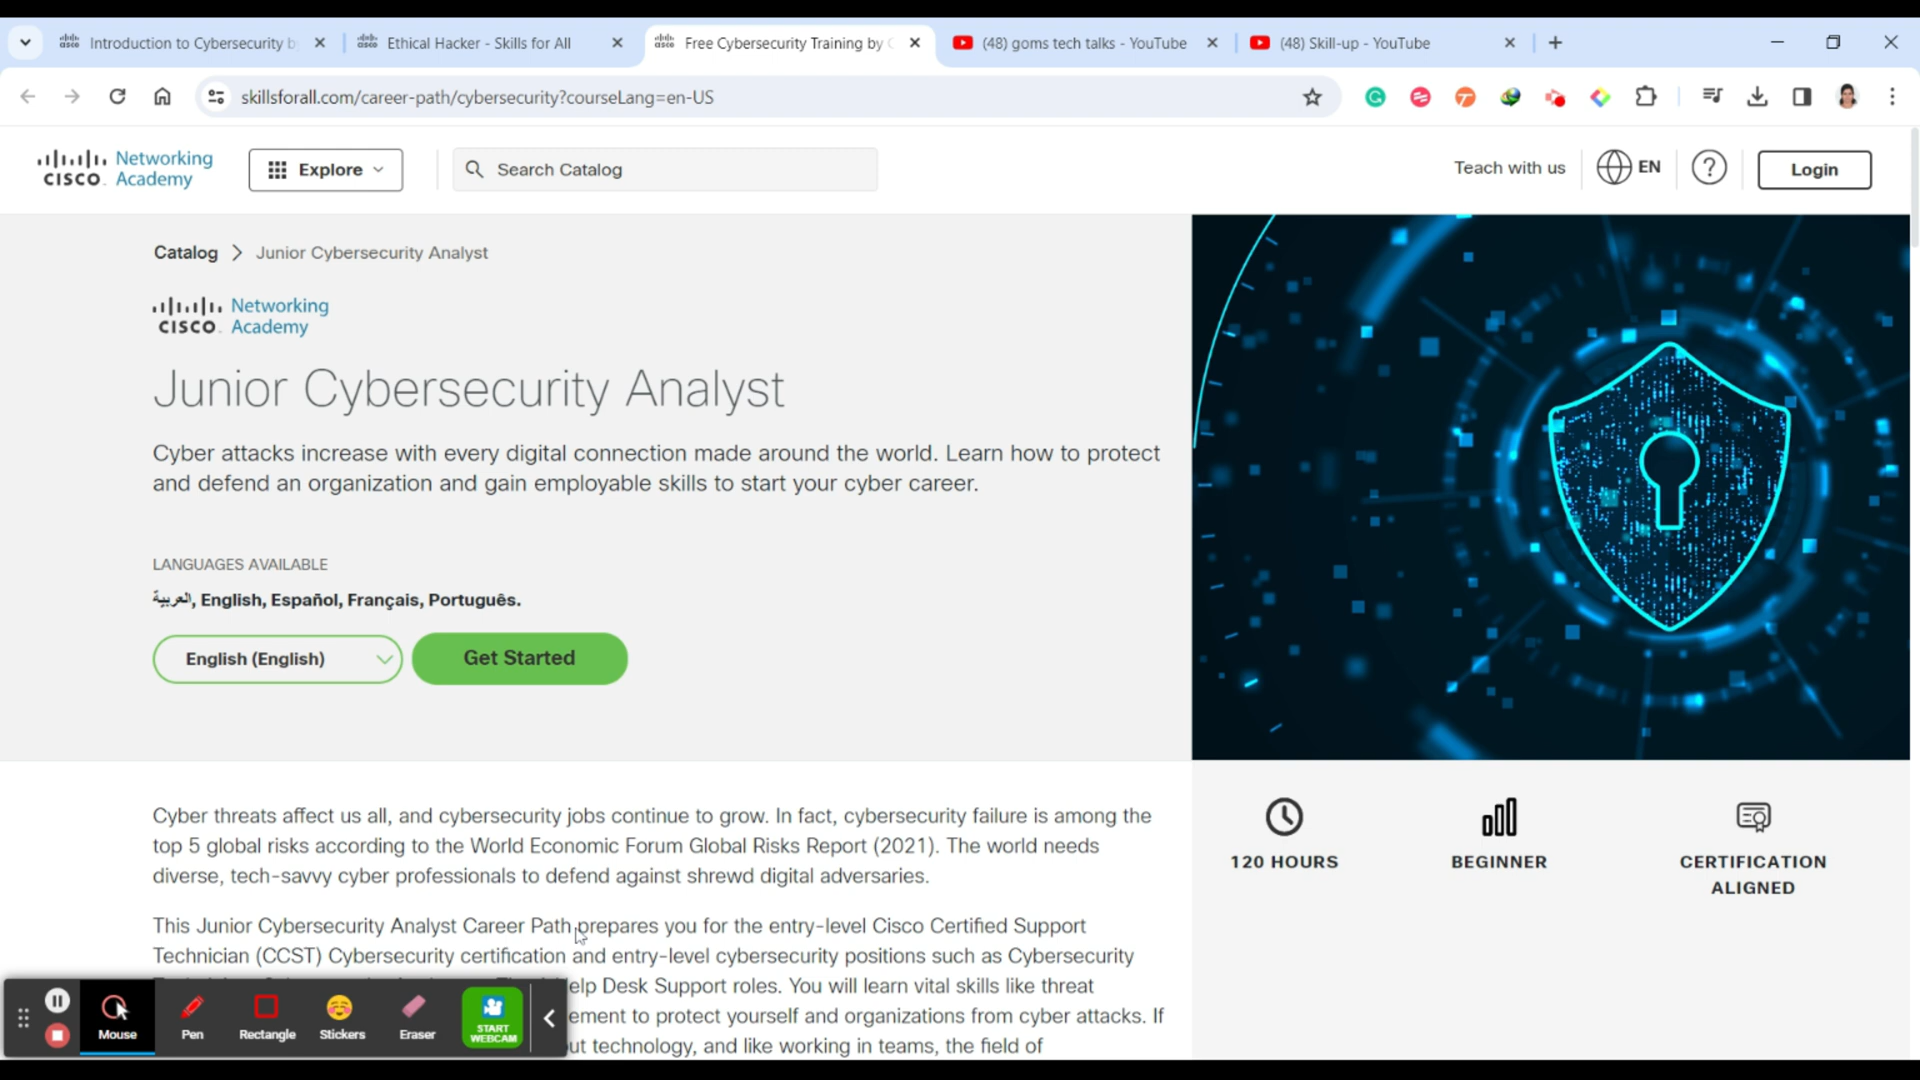 Introduction to Cybersecurity b
Ethical Hacker - Skills for All
Free Cybersecurity Training by C
(48) goms tech talks - YouTube
(48) Skill-up - YouTube
skillsforall.com/career-path/cybersecurity?courseLang=en-US
CISCO Networking Academy
Explore
Search Catalog
Teach with us
EN
?
Login
Catalog > Junior Cybersecurity Analyst
CISCO Networking Academy
Junior Cybersecurity Analyst
Cyber attacks increase with every digital connection made around the world. Learn how to protect
and defend an organization and gain employable skills to start your cyber career.
LANGUAGES AVAILABLE
العربية, English, Español, Français, Português.
English (English)
Get Started
Cyber threats affect us all, and cybersecurity jobs continue to grow. In fact, cybersecurity failure is among the
top 5 global risks according to the World Economic Forum Global Risks Report (2021). The world needs
diverse, tech-savvy cyber professionals to defend against shrewd digital adversaries.
This Junior Cybersecurity Analyst Career Path prepares you for the entry-level Cisco Certified Support
Technician (CCST) Cybersecurity certification and entry-level cybersecurity positions such as Cybersecurity
elp Desk Support roles. You will learn vital skills like threat
ement to protect yourself and organizations from cyber attacks. If
ut technology, and like working in teams, the field of
120 HOURS
BEGINNER
CERTIFICATION
ALIGNED
Mouse
Pen
Rectangle
Stickers
Eraser
START
WEBCAM